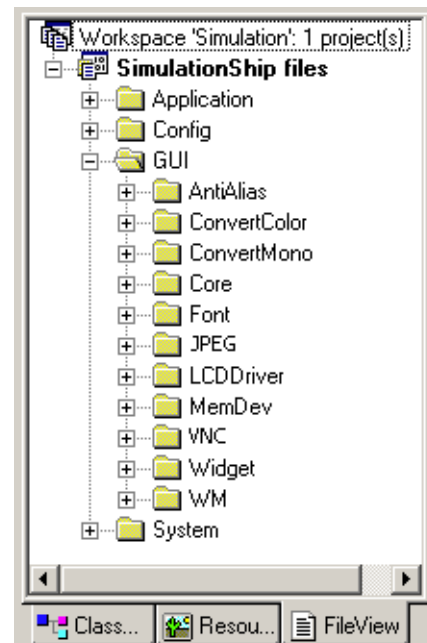 Workspace 'Simulation': 1 project(s)
SimulationShip files
Application
Config
GUI
AntiAlias
ConvertColor
ConvertMono
Core
Font
JPEG
LCDDriver
MemDev
VNC
Widget
WM
System
Class... Resou... FileView